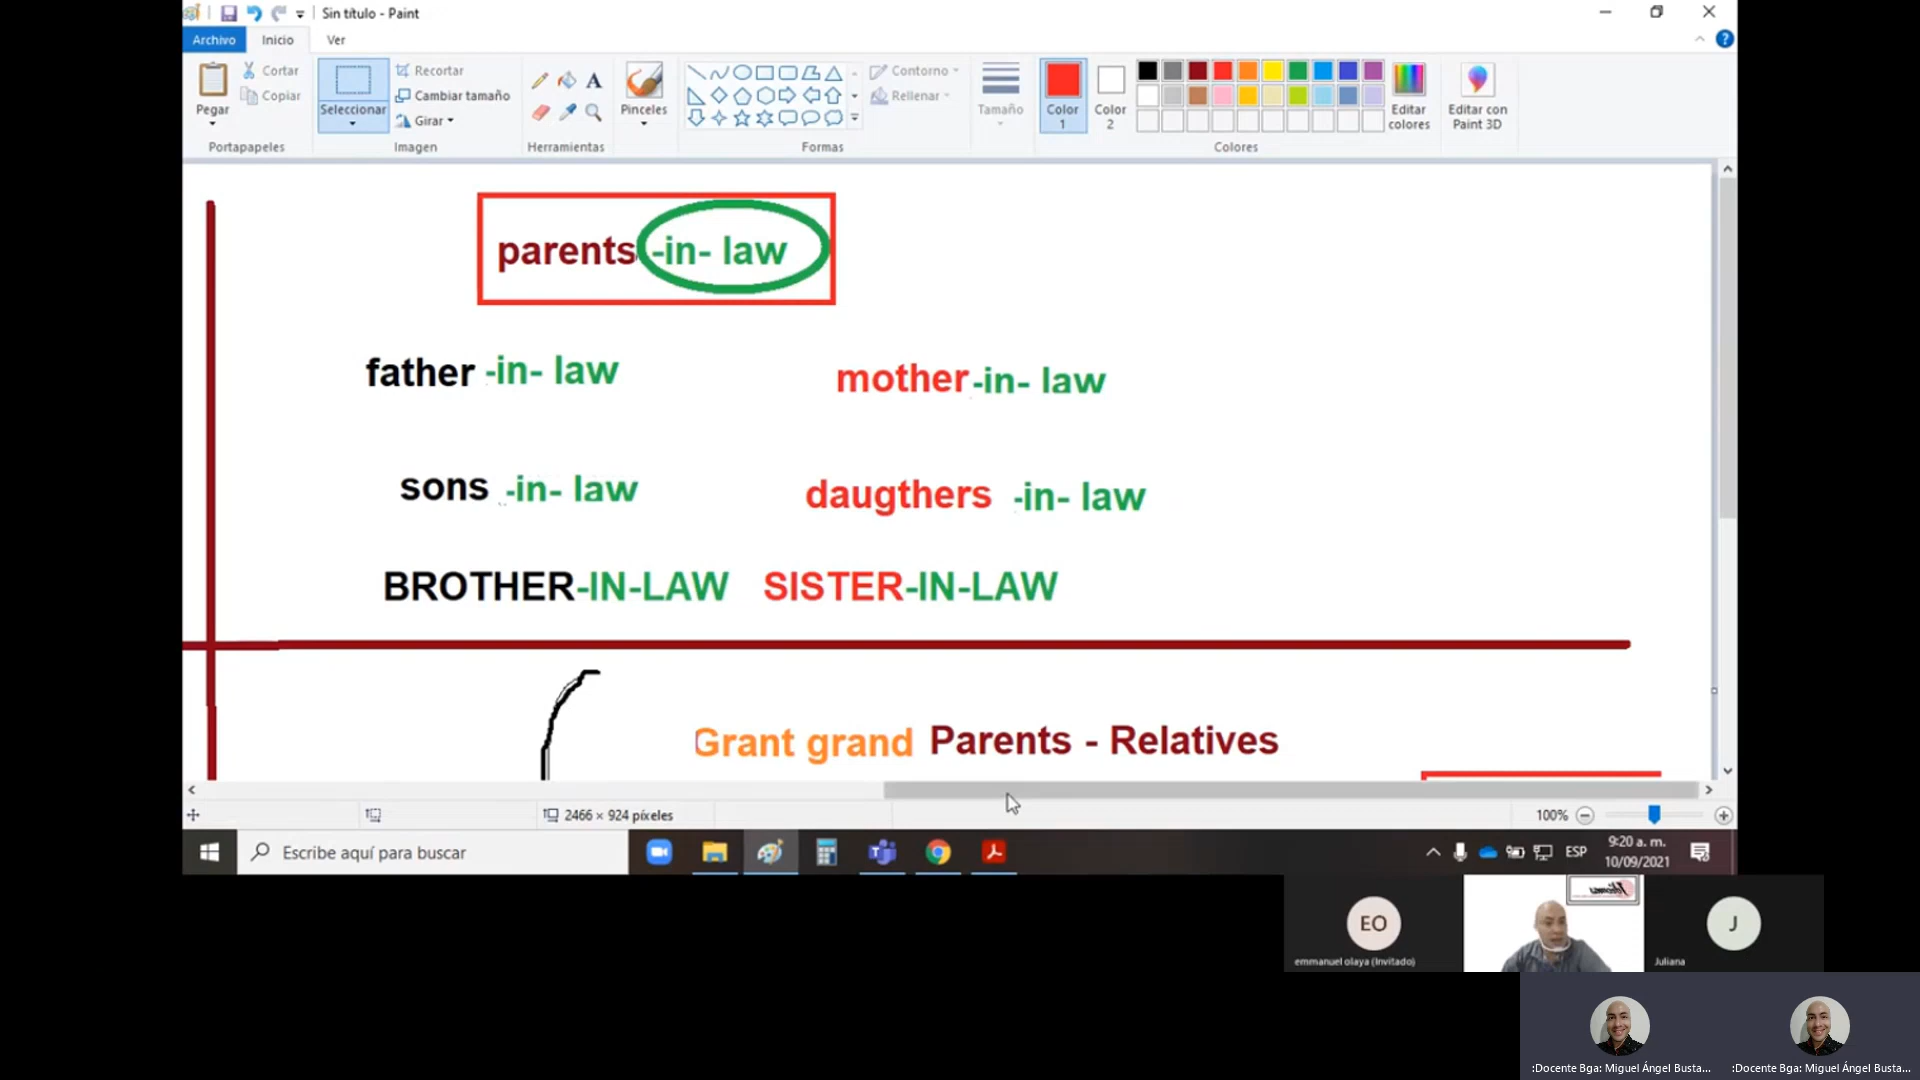 Sin título - Paint
Archivo Inicio Ver
Pegar Cortar Copiar Portapapeles
Seleccionar Recortar Cambiar tamaño Girar Imagen
A Herramientas
Pinceles
Formas Contorno Rellenar
Tamaño
Color 1 Color 2 Colores Editar colores
Editar con Paint 3D
parents -in- law
father -in- law mother -in- law
sons -in- law daugthers -in- law
BROTHER-IN-LAW SISTER-IN-LAW
Grant grand Parents - Relatives
2466 × 924 píxeles 100%
Escribe aquí para buscar ESP 9:20 a. m.
10/09/2021
EO J
emmanuel olaya (Invitado) Juliana
:Docente Bga: Miguel Ángel Busta... :Docente Bga: Miguel Ángel Busta...